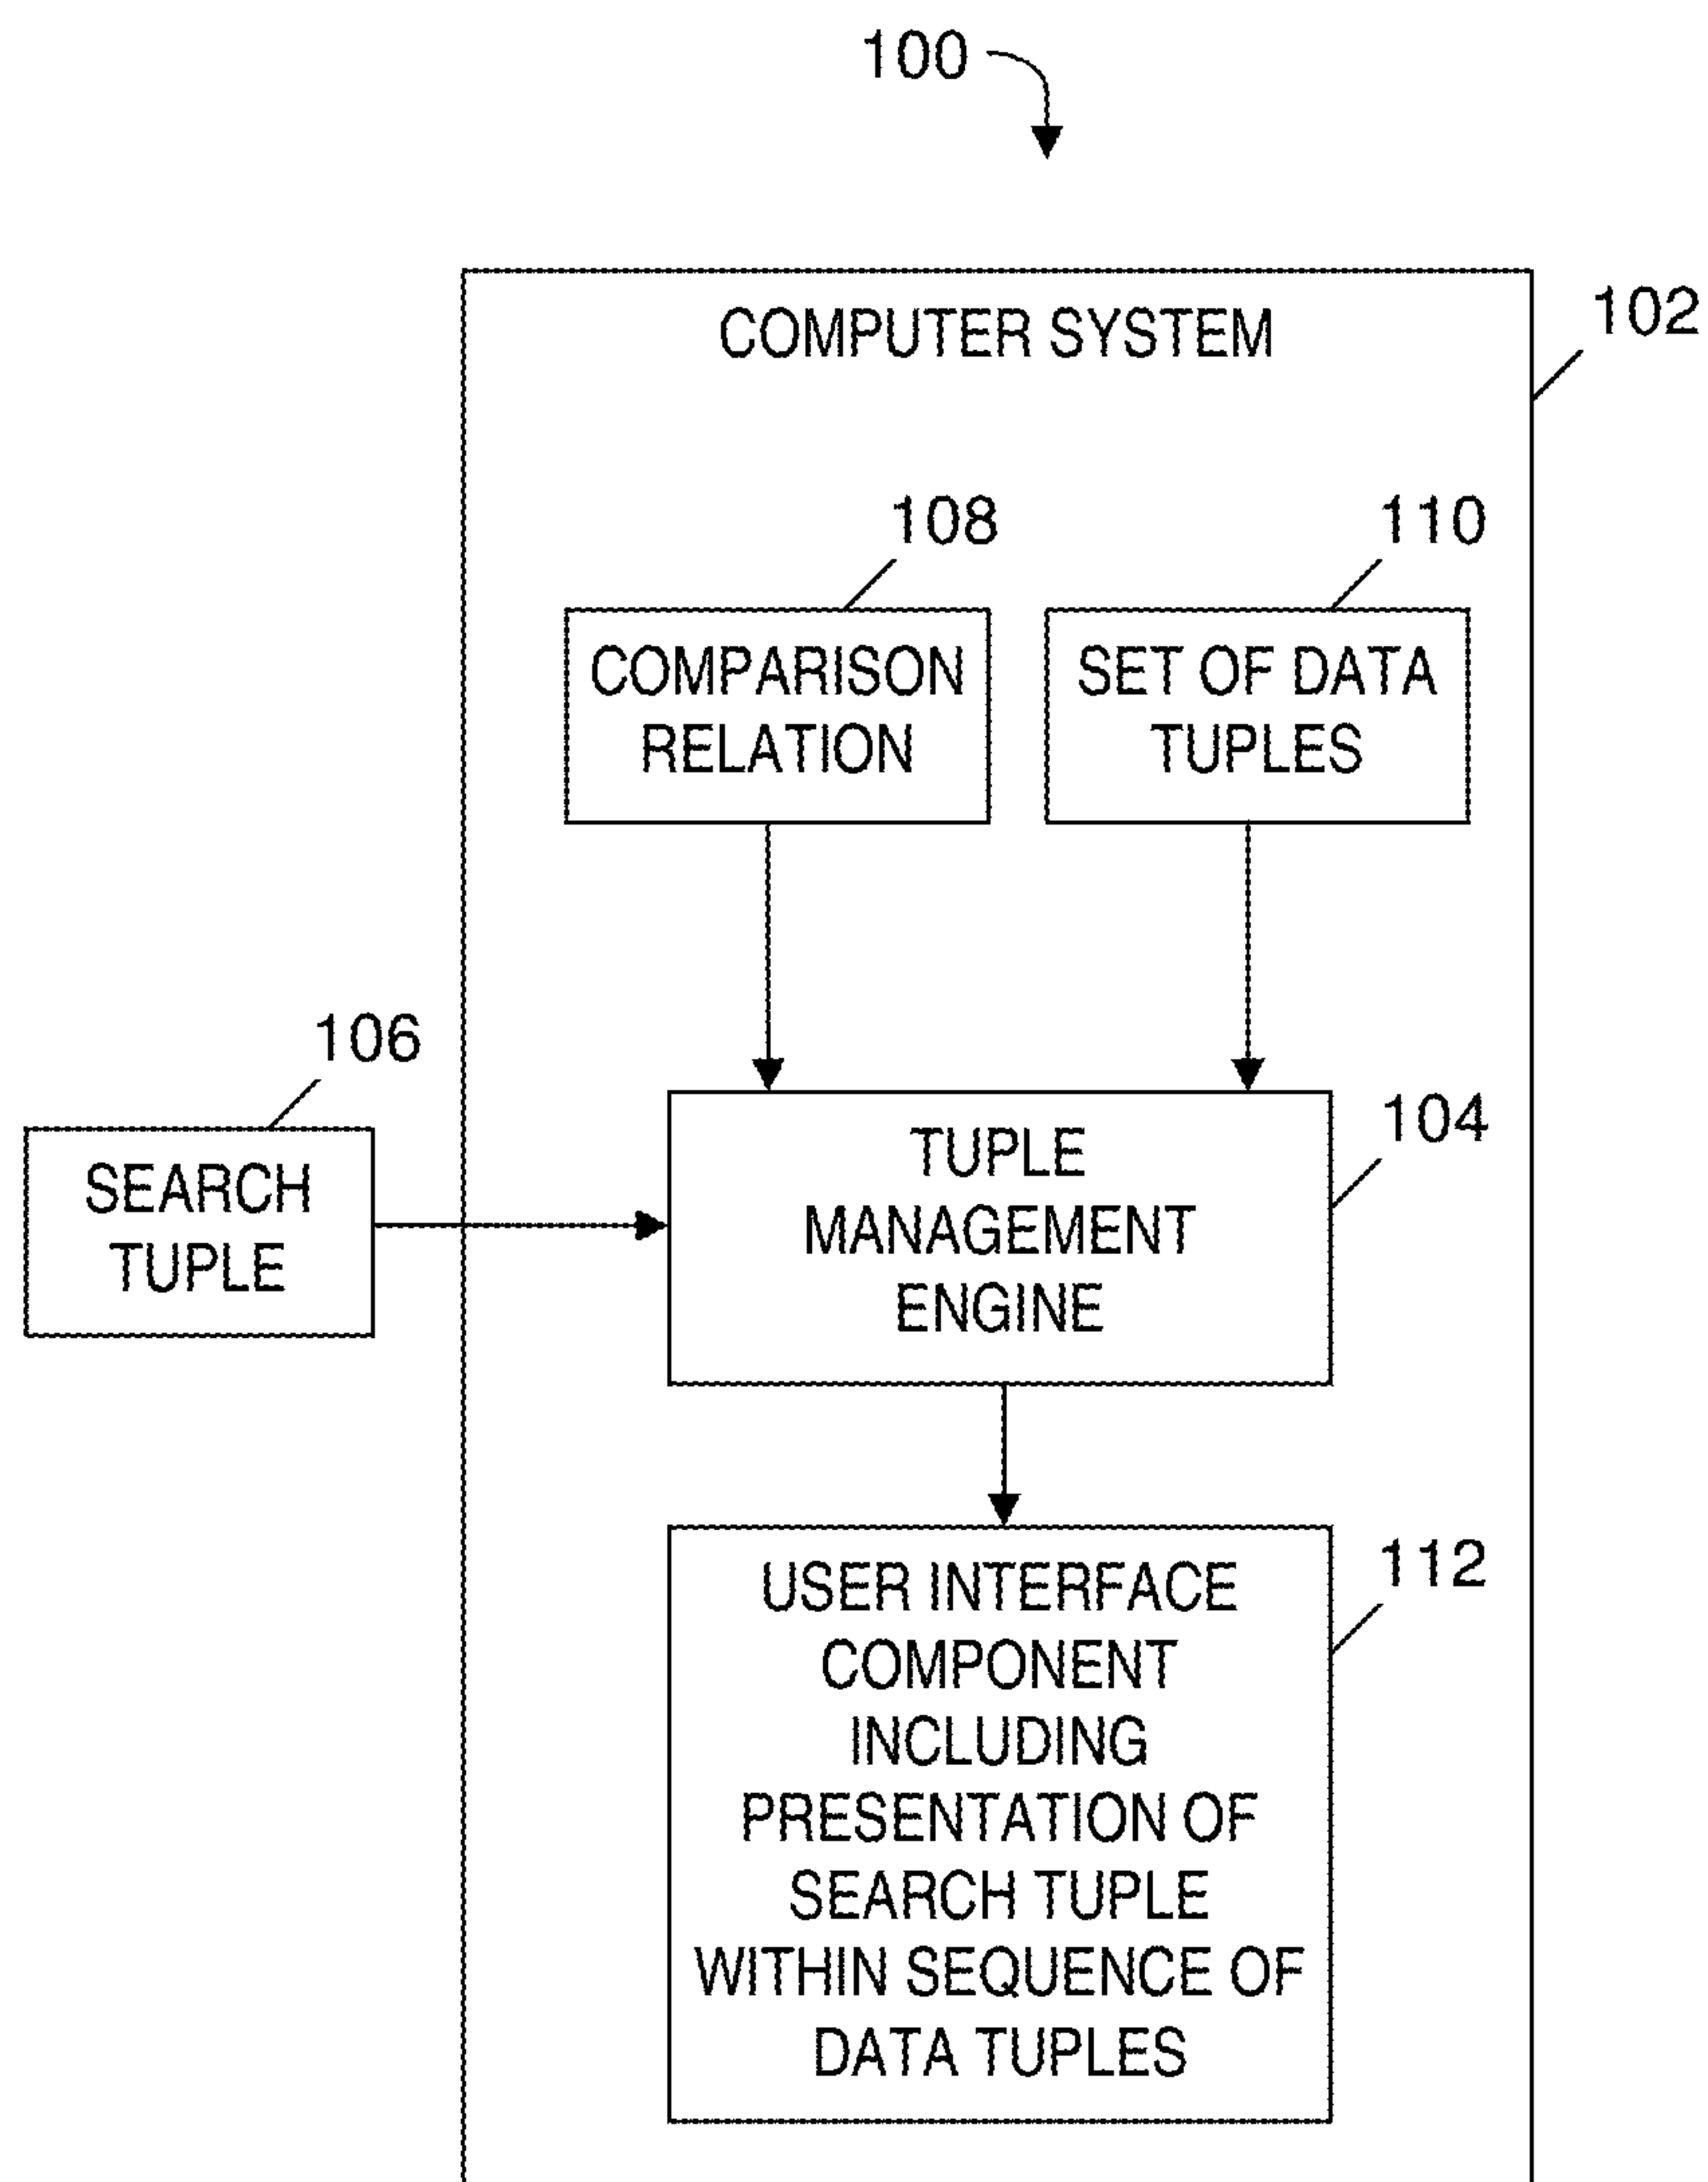 100
COMPUTER SYSTEM
102
108
110
COMPARISON
RELATION
SET OF DATA
TUPLES
106
104
SEARCH
TUPLE
TUPLE
MANAGEMENT
ENGINE
112
USER INTERFACE
COMPONENT
INCLUDING
PRESENTATION OF
SEARCH TUPLE
WITHIN SEQUENCE OF
DATA TUPLES